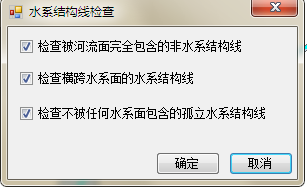 水系结构线检查
检查被河流面完全包含的非水系结构线
检查横跨水系面的水系结构线
检查不被任何水系面包含的孤立水系结构线
确定
取消